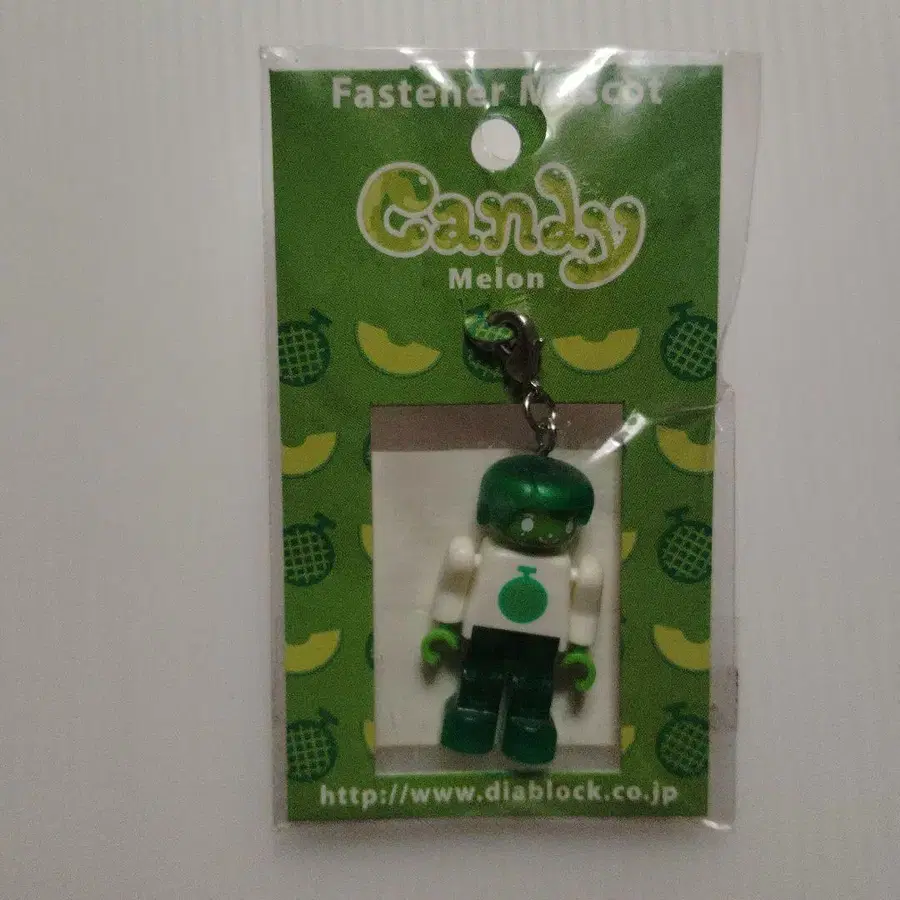 Fastener Mascot
Candy
Melon
http://www.diablock.co.jp